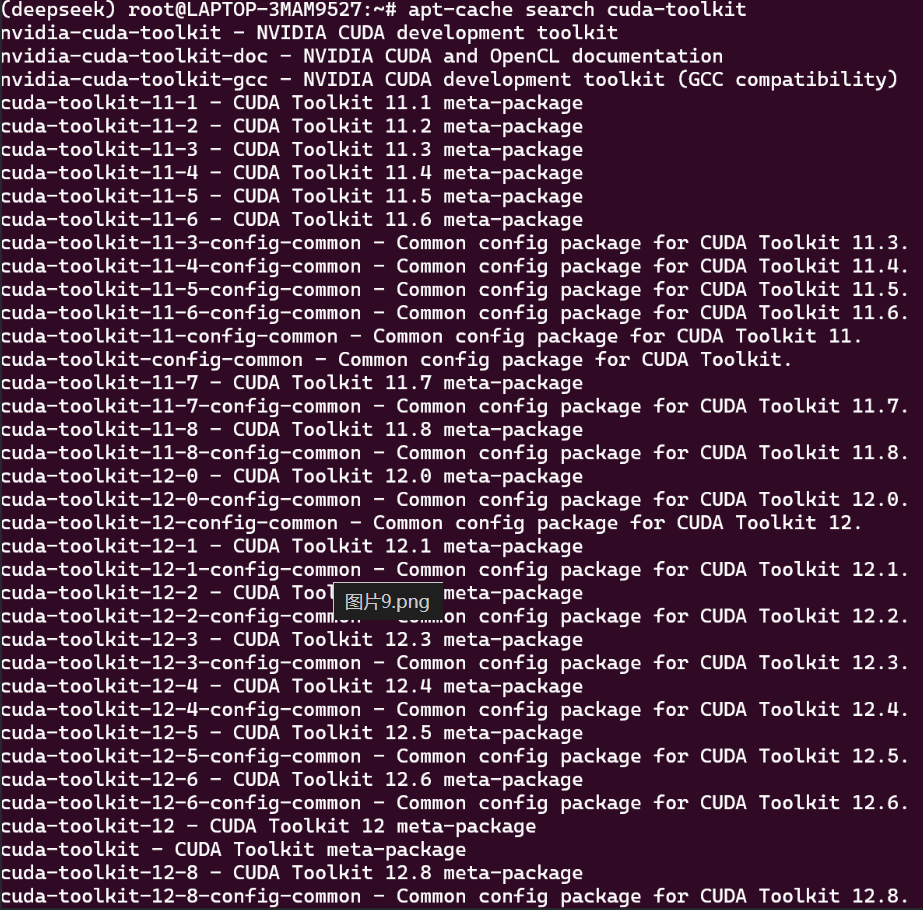 (deepseek) root@LAPTOP-3MAM9527:~# apt-cache search cuda-toolkit
nvidia-cuda-toolkit - NVIDIA CUDA development toolkit
nvidia-cuda-toolkit-doc - NVIDIA CUDA and OpenCL documentation
nvidia-cuda-toolkit-gcc - NVIDIA CUDA development toolkit (GCC compatibility)
cuda-toolkit-11-1 - CUDA Toolkit 11.1 meta-package
cuda-toolkit-11-2 - CUDA Toolkit 11.2 meta-package
cuda-toolkit-11-3 - CUDA Toolkit 11.3 meta-package
cuda-toolkit-11-4 - CUDA Toolkit 11.4 meta-package
cuda-toolkit-11-5 - CUDA Toolkit 11.5 meta-package
cuda-toolkit-11-6 - CUDA Toolkit 11.6 meta-package
cuda-toolkit-11-3-config-common - Common config package for CUDA Toolkit 11.3.
cuda-toolkit-11-4-config-common - Common config package for CUDA Toolkit 11.4.
cuda-toolkit-11-5-config-common - Common config package for CUDA Toolkit 11.5.
cuda-toolkit-11-6-config-common - Common config package for CUDA Toolkit 11.6.
cuda-toolkit-11-config-common - Common config package for CUDA Toolkit 11.
cuda-toolkit-config-common - Common config package for CUDA Toolkit.
cuda-toolkit-11-7 - CUDA Toolkit 11.7 meta-package
cuda-toolkit-11-7-config-common - Common config package for CUDA Toolkit 11.7.
cuda-toolkit-11-8 - CUDA Toolkit 11.8 meta-package
cuda-toolkit-11-8-config-common - Common config package for CUDA Toolkit 11.8.
cuda-toolkit-12-0 - CUDA Toolkit 12.0 meta-package
cuda-toolkit-12-0-config-common - Common config package for CUDA Toolkit 12.0.
cuda-toolkit-12-config-common - Common config package for CUDA Toolkit 12.
cuda-toolkit-12-1 - CUDA Toolkit 12.1 meta-package
cuda-toolkit-12-1-config-common - Common config package for CUDA Toolkit 12.1.
cuda-toolkit-12-2 - CUDA 图片9.png meta-package
cuda-toolkit-12-2-config-common - Common config package for CUDA Toolkit 12.2.
cuda-toolkit-12-3 - CUDA Toolkit 12.3 meta-package
cuda-toolkit-12-3-config-common - Common config package for CUDA Toolkit 12.3.
cuda-toolkit-12-4 - CUDA Toolkit 12.4 meta-package
cuda-toolkit-12-4-config-common - Common config package for CUDA Toolkit 12.4.
cuda-toolkit-12-5 - CUDA Toolkit 12.5 meta-package
cuda-toolkit-12-5-config-common - Common config package for CUDA Toolkit 12.5.
cuda-toolkit-12-6 - CUDA Toolkit 12.6 meta-package
cuda-toolkit-12-6-config-common - Common config package for CUDA Toolkit 12.6.
cuda-toolkit-12 - CUDA Toolkit 12 meta-package
cuda-toolkit - CUDA Toolkit meta-package
cuda-toolkit-12-8 - CUDA Toolkit 12.8 meta-package
cuda-toolkit-12-8-config-common - Common config package for CUDA Toolkit 12.8.